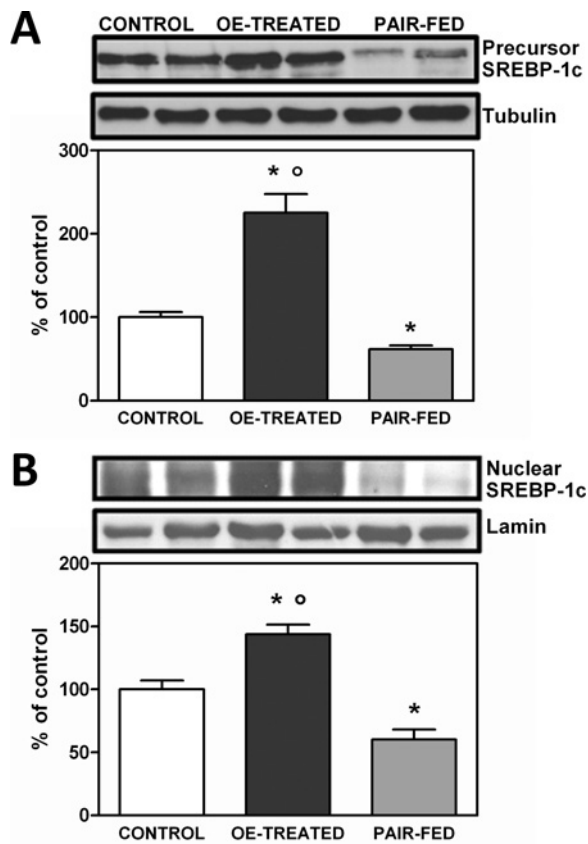 A
CONTROL OE-TREATED PAIR-FED
Precursor
SREBP-1c
Tubulin
300
200
100
0
% of control
* °
*
CONTROL OE-TREATED PAIR-FED
B
Nuclear
SREBP-1c
Lamin
200
150
100
50
0
% of control
* °
*
CONTROL OE-TREATED PAIR-FED